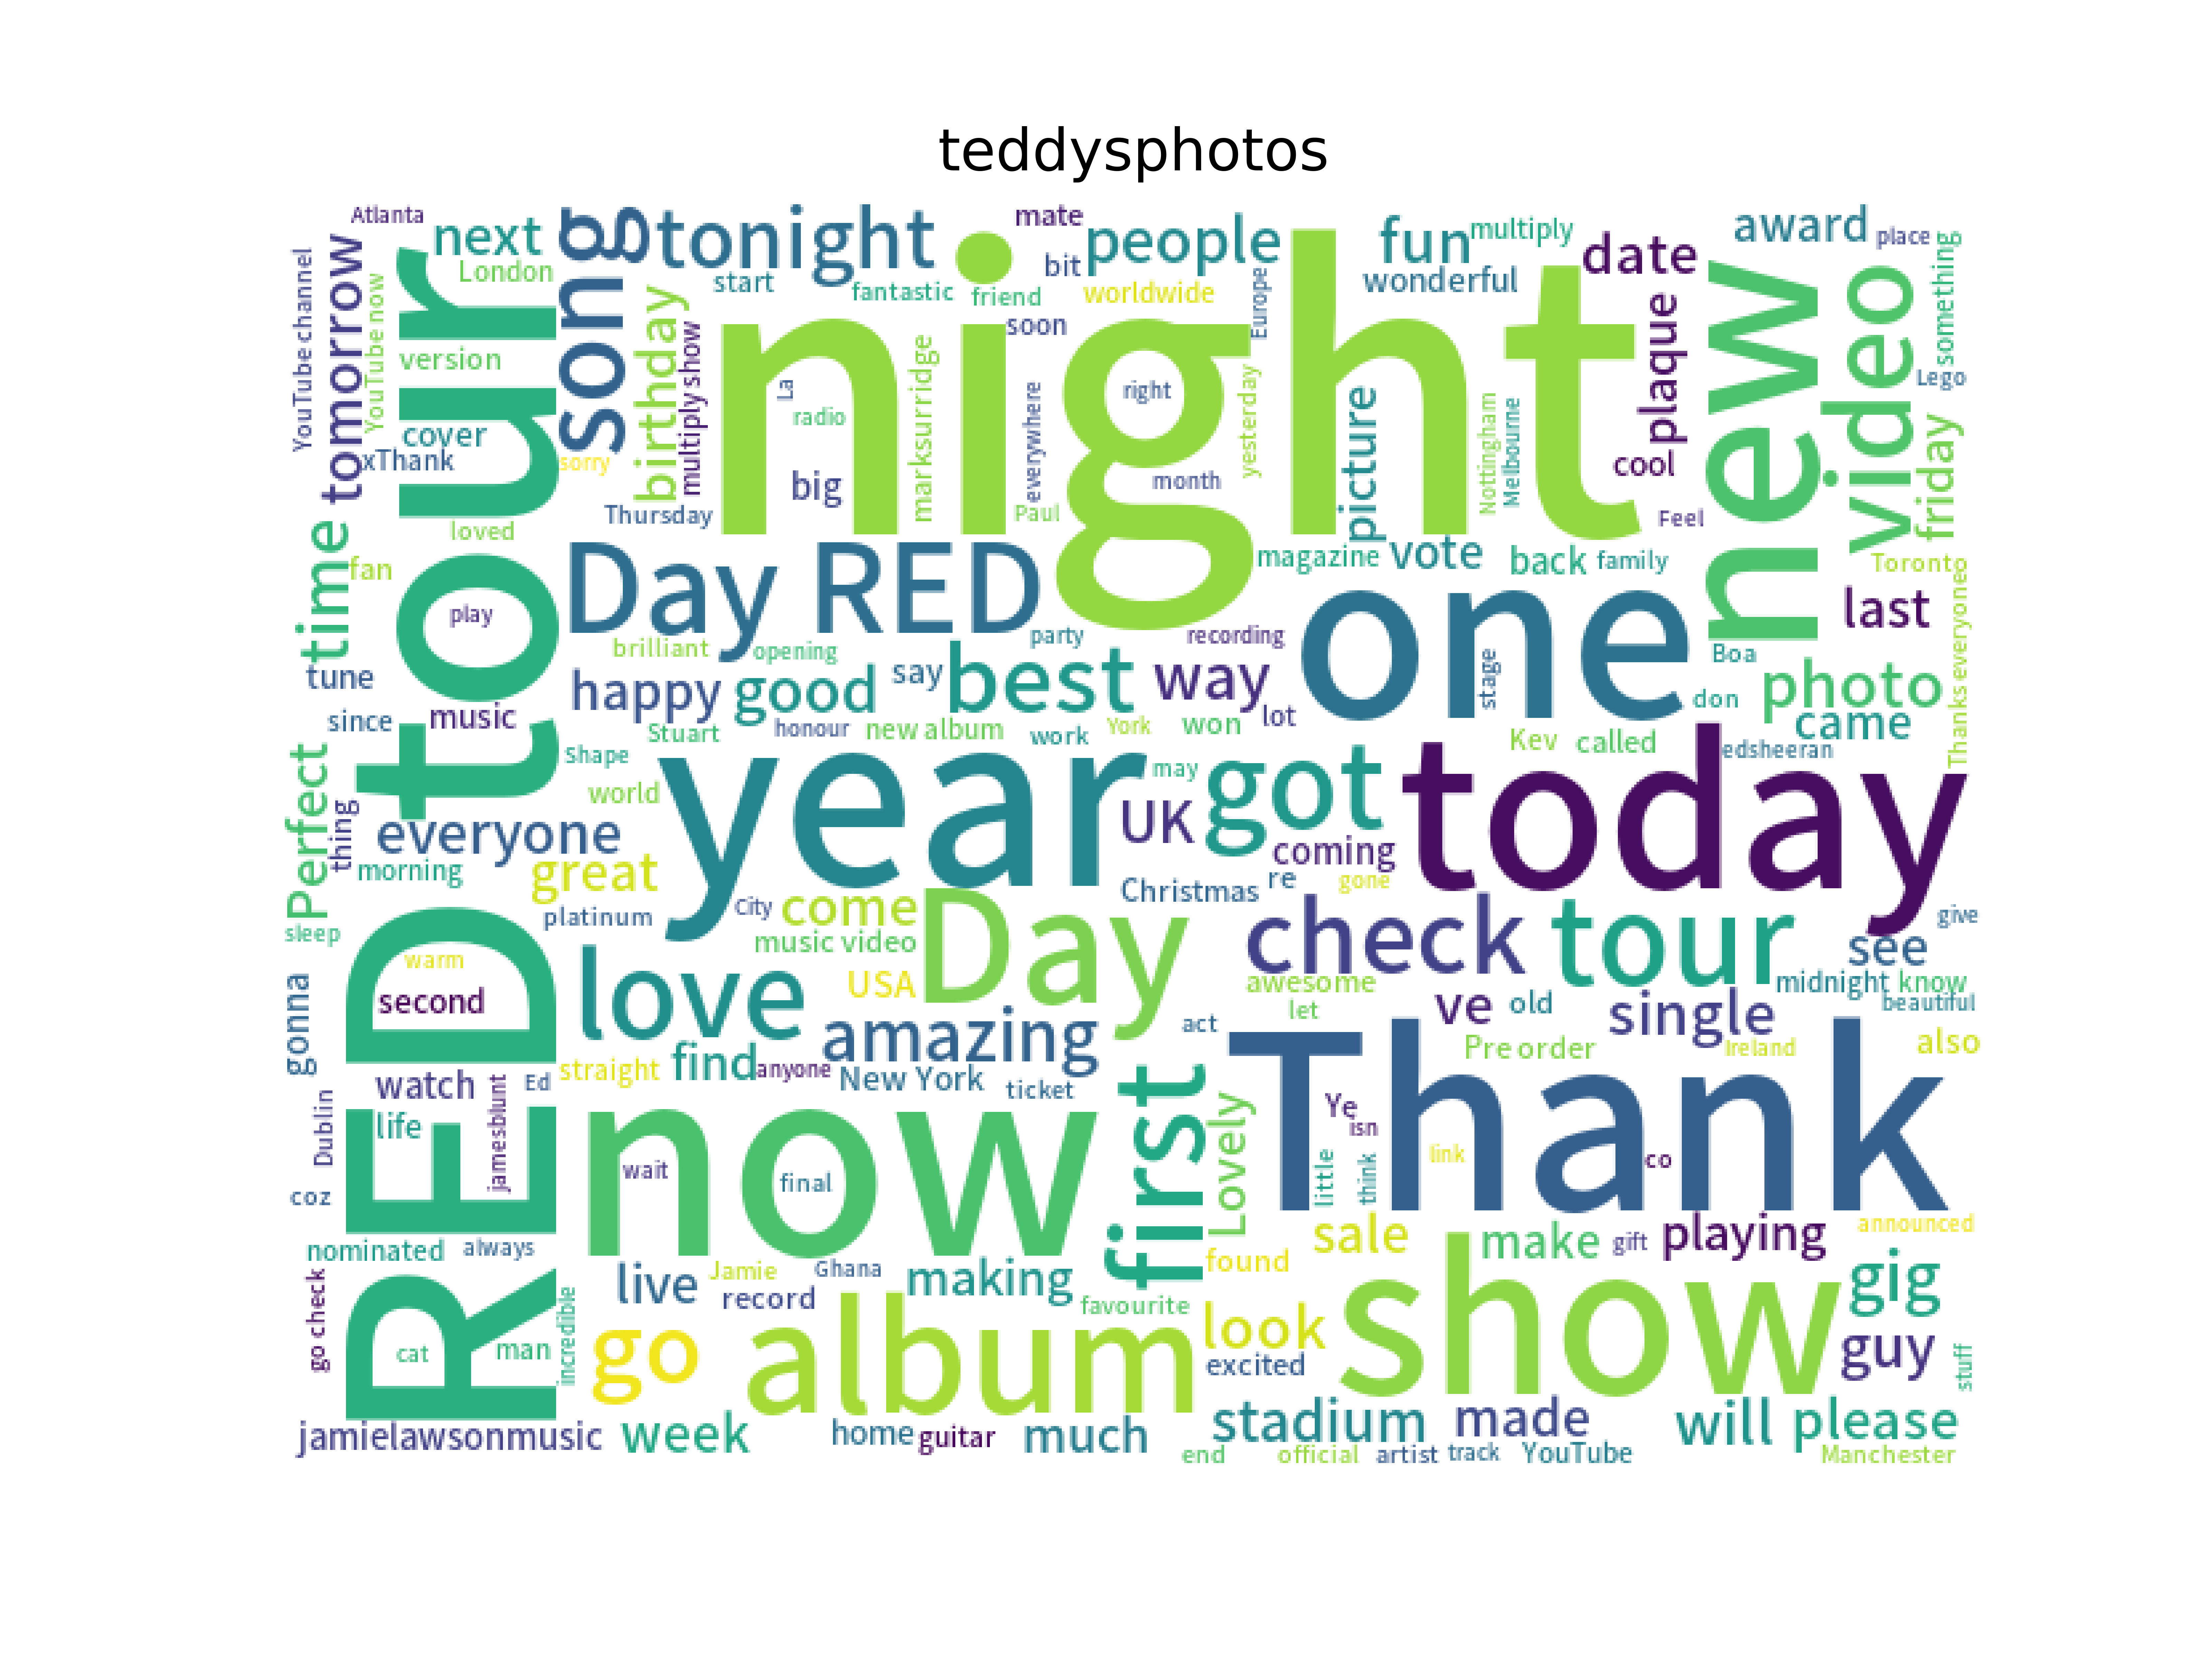 teddysphotos
Atlanta
next
London
song
tonight
mate
people
fun
multiply
date
award
place
something
YouTube channel
tomorrow
YouTube now
RED tour
start
fantastic
friend
bit
worldwide
Europe
wonderful
plaque
new
video
version
birthday
multiply show
night
soon
Lego
cover
xThank
sorry
La
radio
marksurridge
everywhere
right
yesterday
picture
Nottingham
Melbourne
cool
friday
big
month
Thursday
Paul
Feel
loved
time
fan
Day RED
magazine
vote
back
family
Toronto
play
one
last
Thanks everyone
brilliant
opening
party
recording
tune
happy
good
say
best
way
stage
Boa
photo
since
music
lot
don
came
Stuart
honour
new album
work
York
won
Kev
called
edsheeran
Perfect
Shape
year
may
got
today
thing
world
UK
everyone
coming
morning
great
Christmas
re
gone
sleep
platinum
City
come
Day
check
tour
give
music video
see
warm
love
USA
awesome
midnight
know
gonna
second
amazing
let
ve
old
single
beautiful
act
Thank
straight
find
anyone
Pre order
Ireland
also
watch
Ed
New York
ticket
first
Dublin
life
jamesblunt
now
Lovely
Ye
isn
coz
wait
final
little
think
link
co
nominated
always
found
sale
make
gift
playing
announced
go check
live
Jamie
Ghana
making
show
gig
record
favourite
cat
man
incredible
go
album
look
excited
guy
stuff
jamielawsonmusic
week
home
guitar
much
stadium
made
will
please
end
official
artist
track
YouTube
Manchester